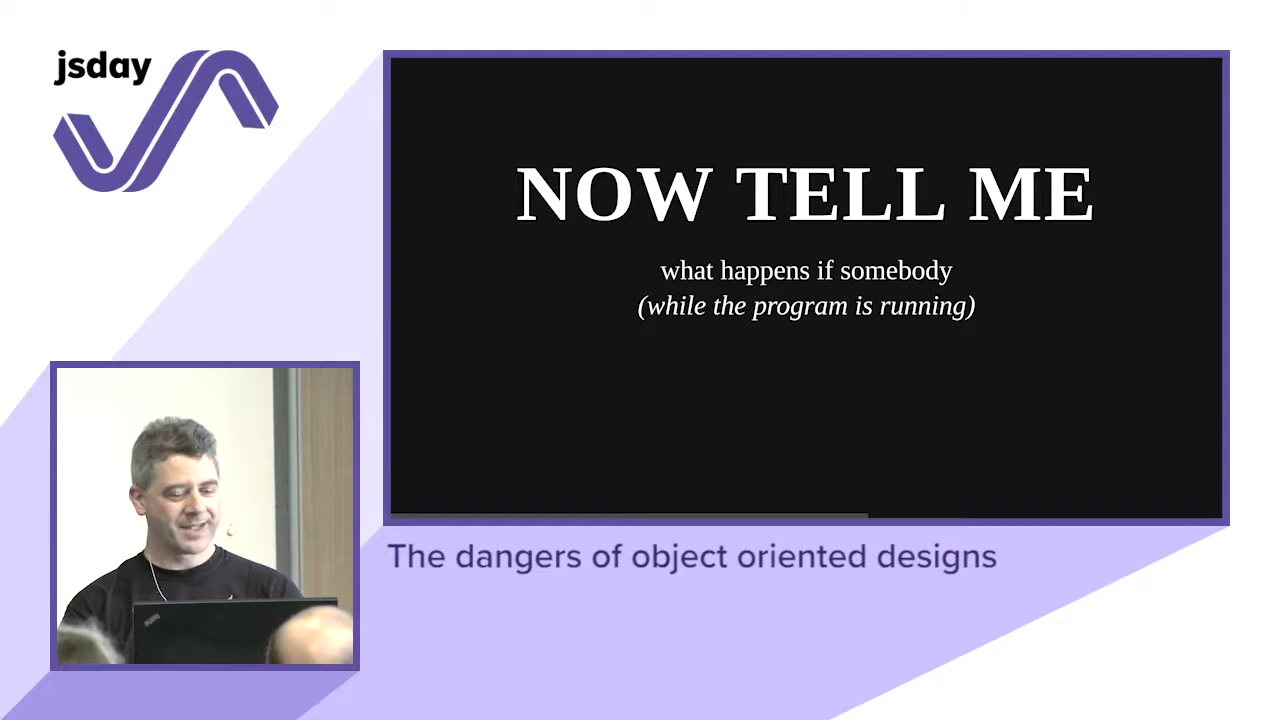 jsday
NOW TELL ME
what happens if somebody
(while the program is running)
The dangers of object oriented designs